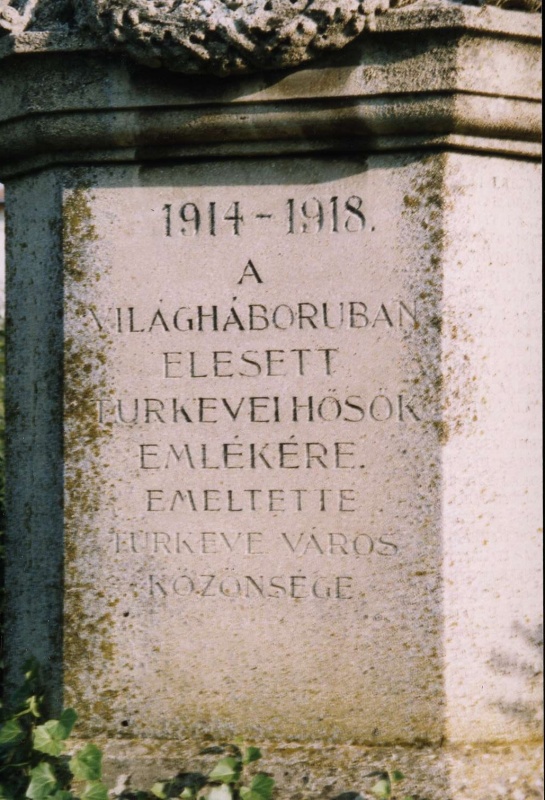 1914-1918.
A
VILÁGHÁBORUBAN
ELESETT
TURKEVEI HŐSÖK
EMLÉKÉRE.
EMELTETTE
TURKEVE VÁROS
KÖZÖNSÉGE.